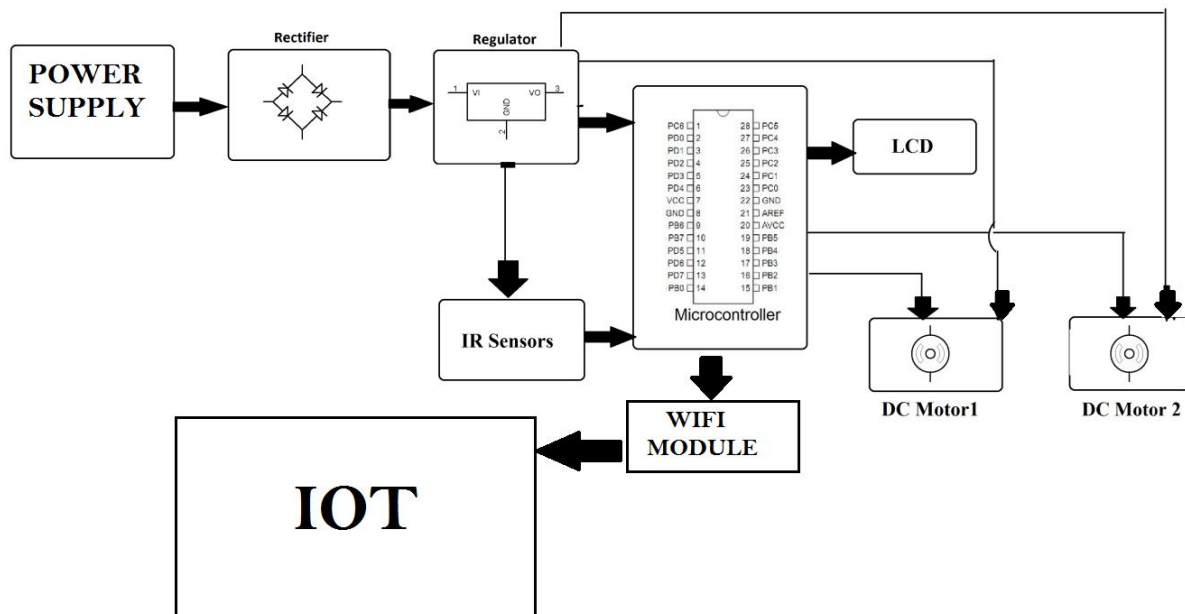 Rectifier
Regulator
POWER
SUPPLY
1 VI VO 3
GND
2
PC6 1 28 PC5
PD0 2 27 PC4
PD1 3 26 PC3
PD2 4 25 PC2
PD3 5 24 PC1
PD4 6 23 PC0
VCC 7 22 GND
GND 8 21 AREF
PB6 9 20 AVCC
PB7 10 19 PB5
PD5 11 18 PB4
PD6 12 17 PB3
PD7 13 16 PB2
PB0 14 15 PB1
Microcontroller
LCD
IR Sensors
DC Motor1
DC Motor 2
WIFI
MODULE
IOT